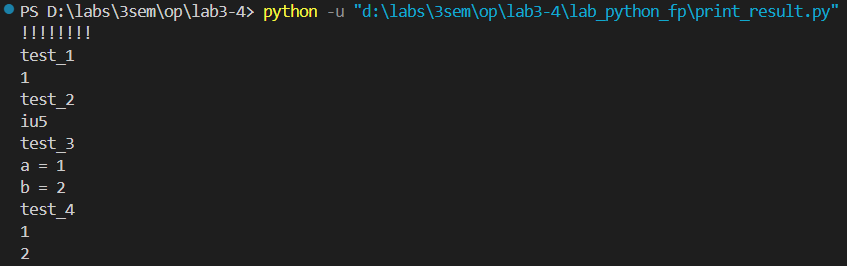 PS D:\labs\3sem\op\lab3-4> python -u "d:\labs\3sem\op\lab3-4\lab_python_fp\print_result.py"
!!!!!!!!
test_1
1
test_2
iu5
test_3
a = 1
b = 2
test_4
1
2